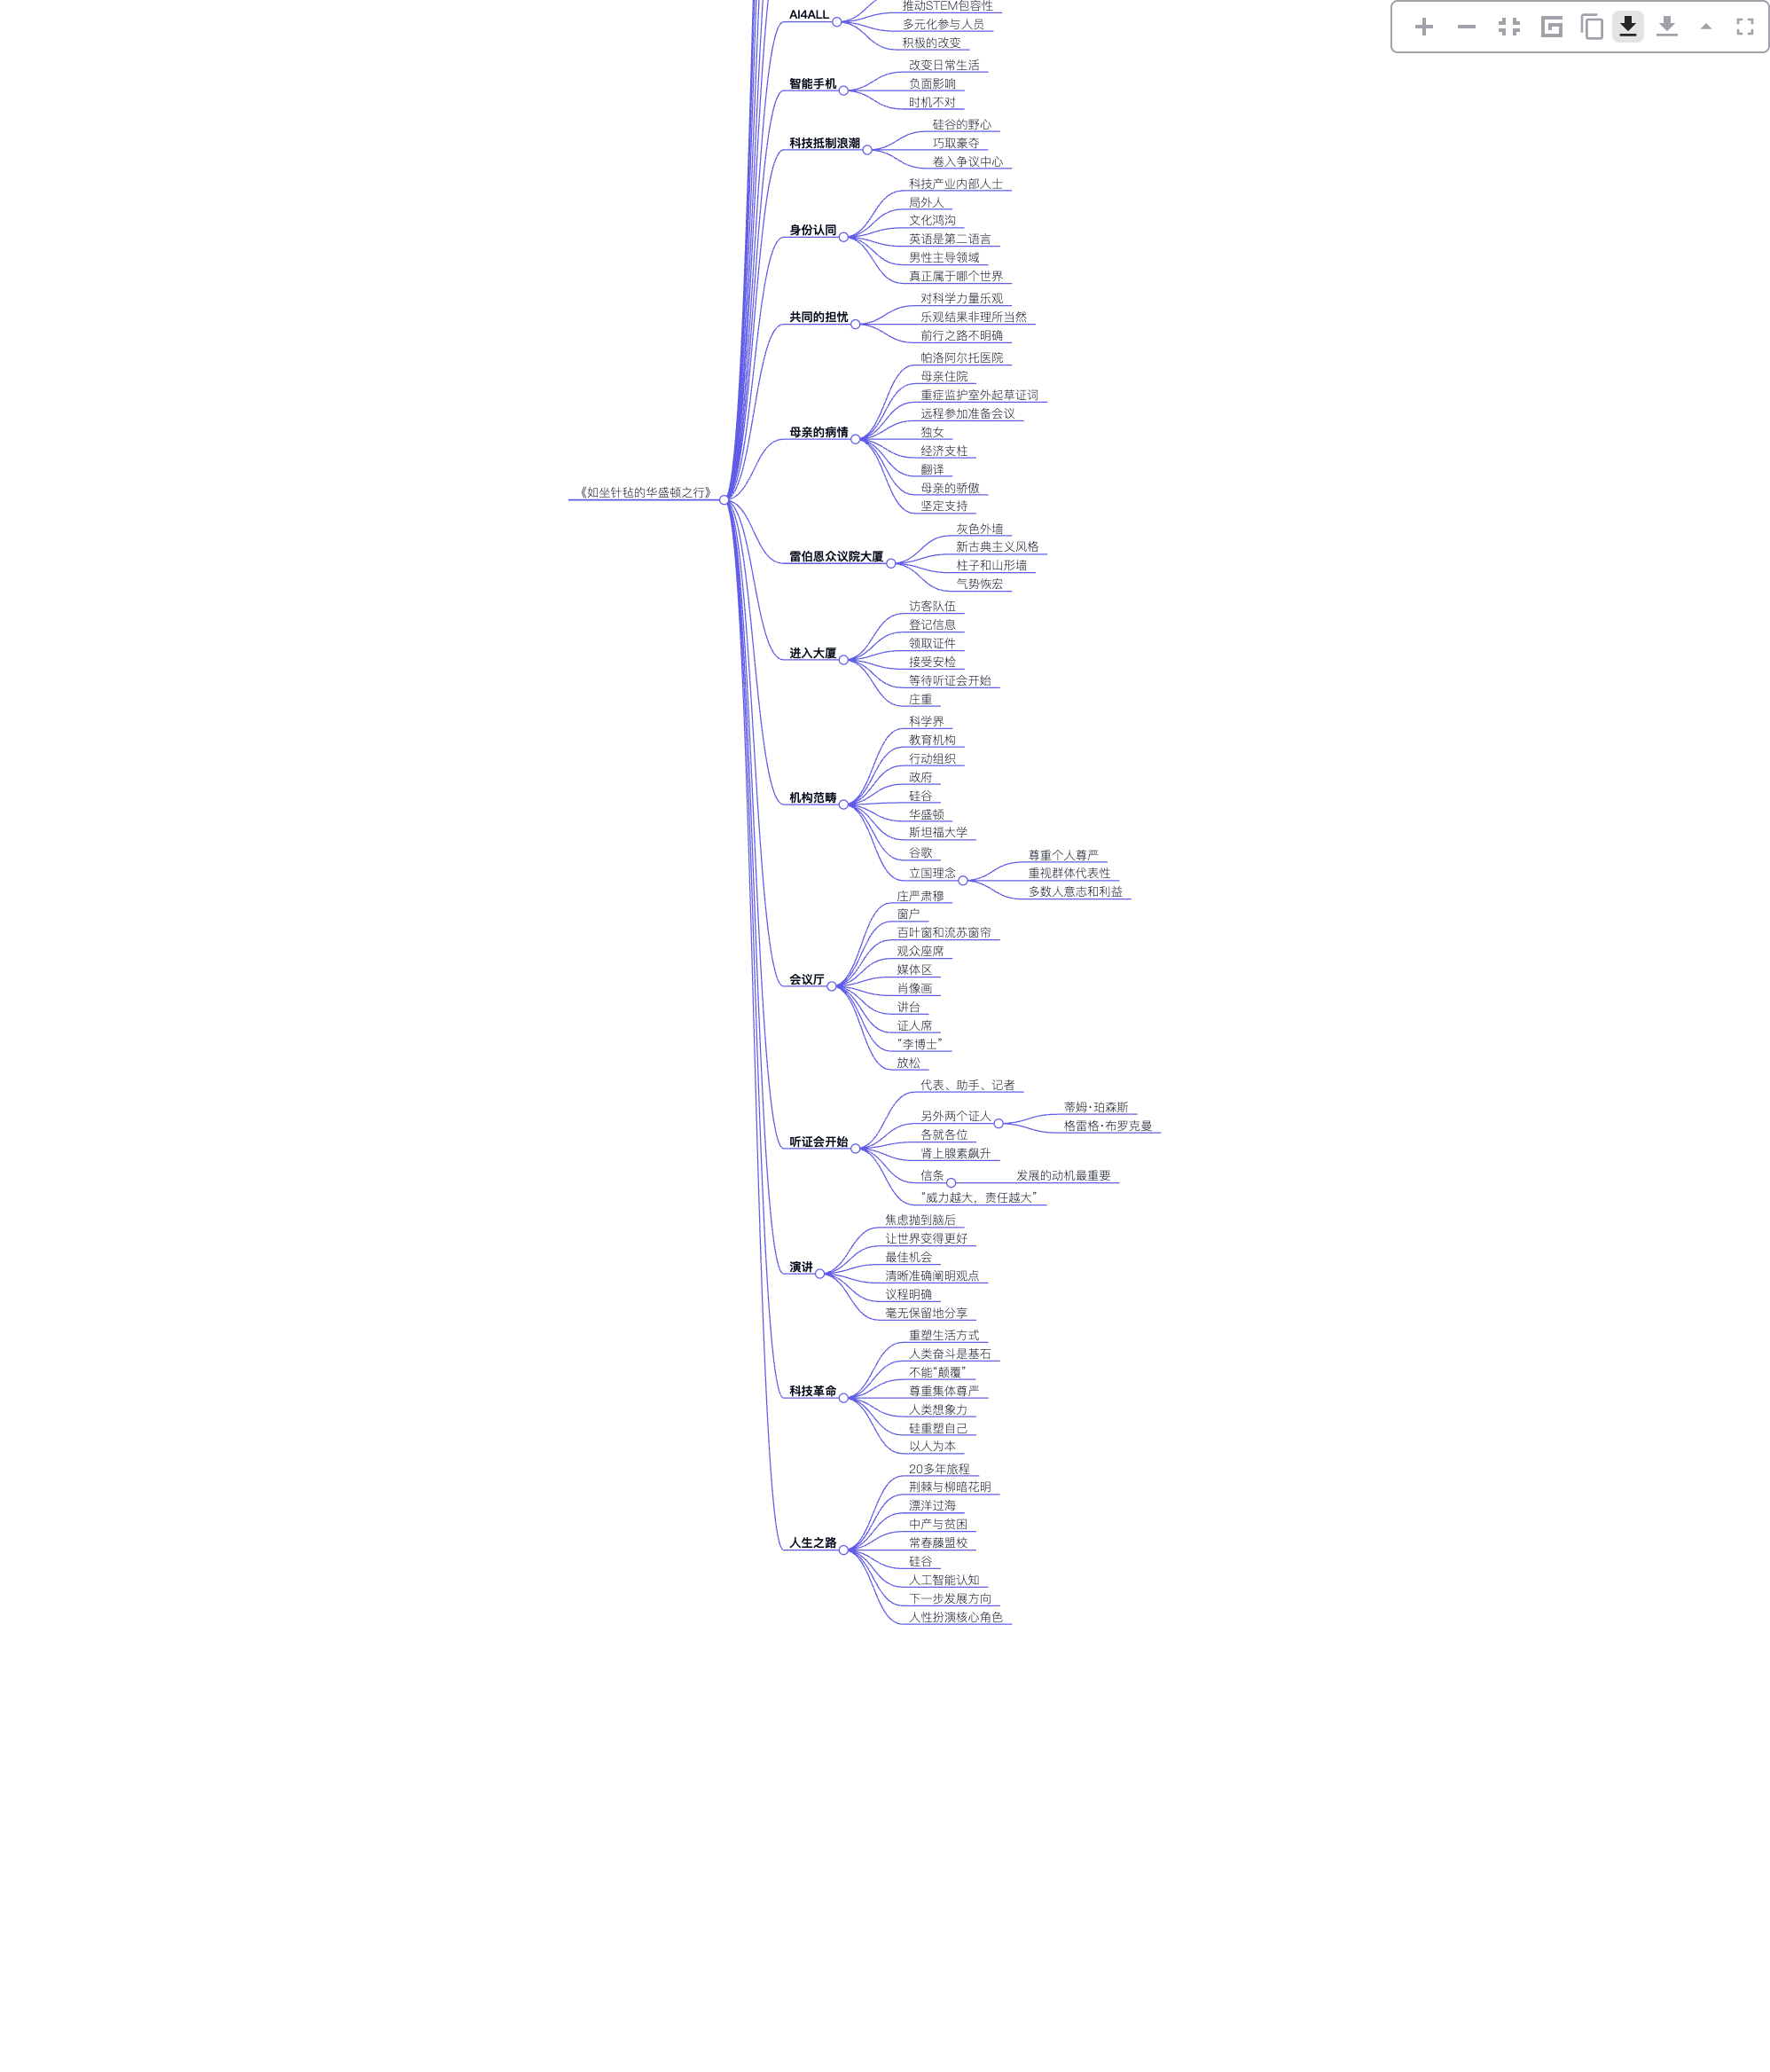 推动STEM包容性
AI4ALL
多元化参与人员
积极的改变
改变日常生活
智能手机
负面影响
时机不对
硅谷的野心
科技抵制浪潮
巧取豪夺
卷入争议中心
科技产业内部人士
局外人
文化鸿沟
身份认同
英语是第二语言
男性主导领域
真正属于哪个世界
对科学力量乐观
共同的担忧
乐观结果非理所当然
前行之路不明确
帕洛阿尔托医院
母亲住院
重症监护室外起草证词
远程参加准备会议
母亲的病情
独女
经济支柱
翻译
母亲的骄傲
坚定支持
《如坐针毡的华盛顿之行》
灰色外墙
新古典主义风格
雷伯恩众议院大厦
柱子和山形墙
气势恢宏
访客队伍
登记信息
领取证件
进入大厦
接受安检
等待听证会开始
庄重
科学界
教育机构
行动组织
政府
机构范畴
硅谷
华盛顿
斯坦福大学
谷歌
立国理念
尊重个人尊严
重视群体代表性
多数人意志和利益
庄严肃穆
窗户
百叶窗和流苏窗帘
观众座席
媒体区
会议厅
肖像画
讲台
证人席
“李博士”
放松
代表、助手、记者
另外两个证人
蒂姆·珀森斯
格雷格·布罗克曼
听证会开始
各就各位
肾上腺素飙升
信条
发展的动机最重要
“威力越大，责任越大”
焦虑抛到脑后
让世界变得更好
最佳机会
演讲
清晰准确阐明观点
议程明确
毫无保留地分享
重塑生活方式
人类奋斗是基石
不能“颠覆”
科技革命
尊重集体尊严
人类想象力
硅重塑自己
以人为本
20多年旅程
荆棘与柳暗花明
漂洋过海
中产与贫困
人生之路
常春藤盟校
硅谷
人工智能认知
下一步发展方向
人性扮演核心角色